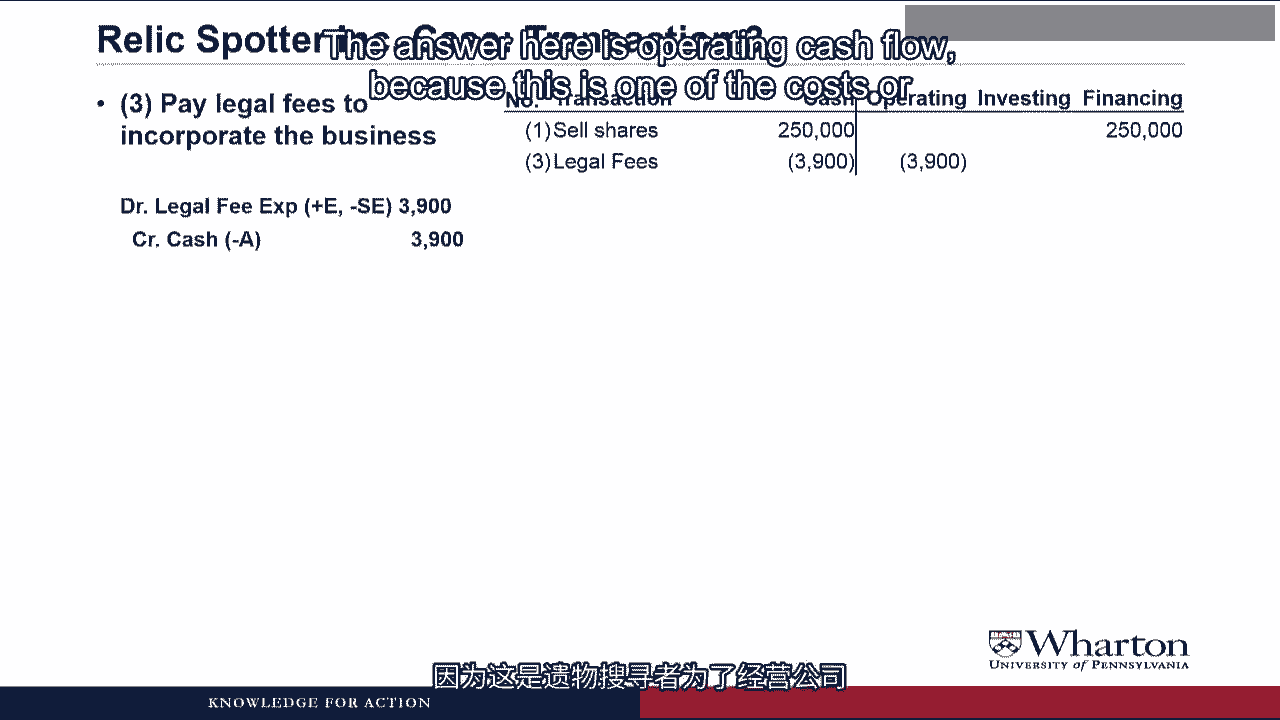 Relic Spotter Inc. Case: Transaction 3
The answer here is operating cash flow,
because this is one of the costs or
• (3) Pay legal fees to
incorporate the business
No. Transaction Cash Operating Investing Financing
(1) Sell shares 250,000 250,000
(3) Legal Fees (3,900) (3,900)
Dr. Legal Fee Exp (+E, -SE) 3,900
Cr. Cash (-A) 3,900
Wharton
UNIVERSITY of PENNSYLVANIA
因为这是遗物搜寻者为了经营公司
KNOWLEDGE FOR ACTION